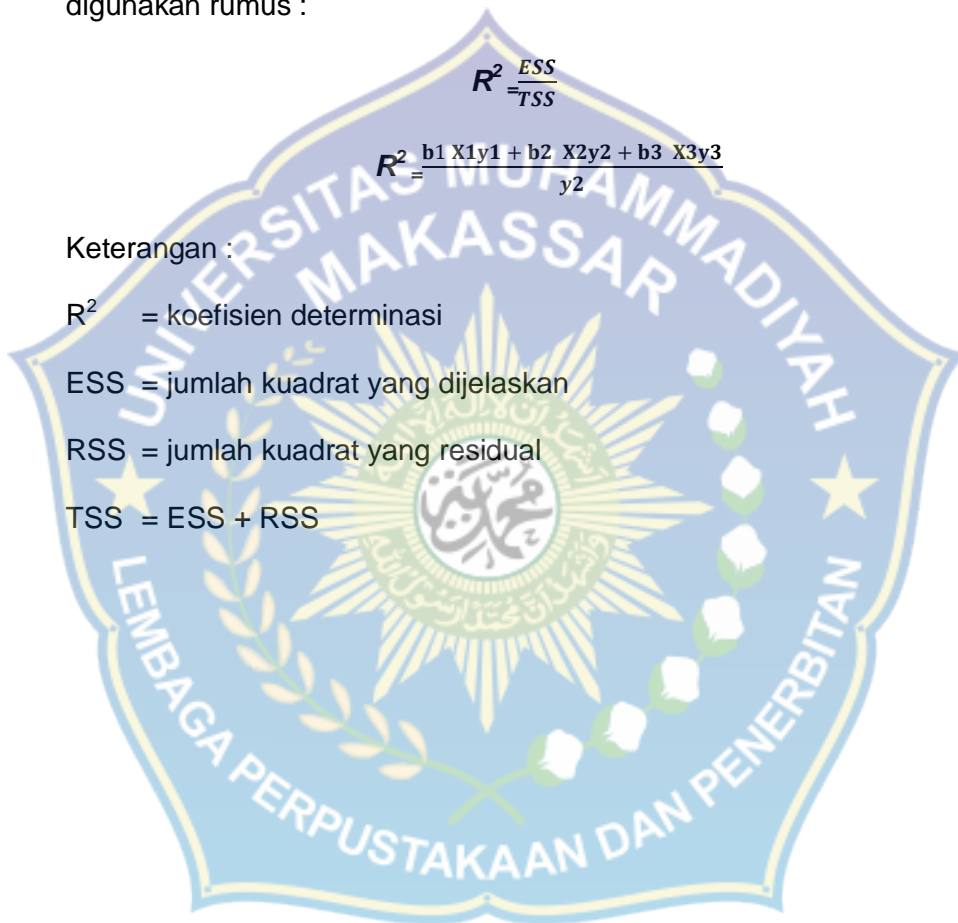 digunakan rumus :
R² = ESS / TSS
R² = b1 X1y1 + b2 X2y2 + b3 X3y3 / y2
Keterangan :
R² = koefisien determinasi
ESS = jumlah kuadrat yang dijelaskan
RSS = jumlah kuadrat yang residual
TSS = ESS + RSS
UNIVERSITAS MUHAMMADIYAH
MAKASSAR
LEMBAGA PERPUSTAKAAN DAN PENERBITAN
محمد